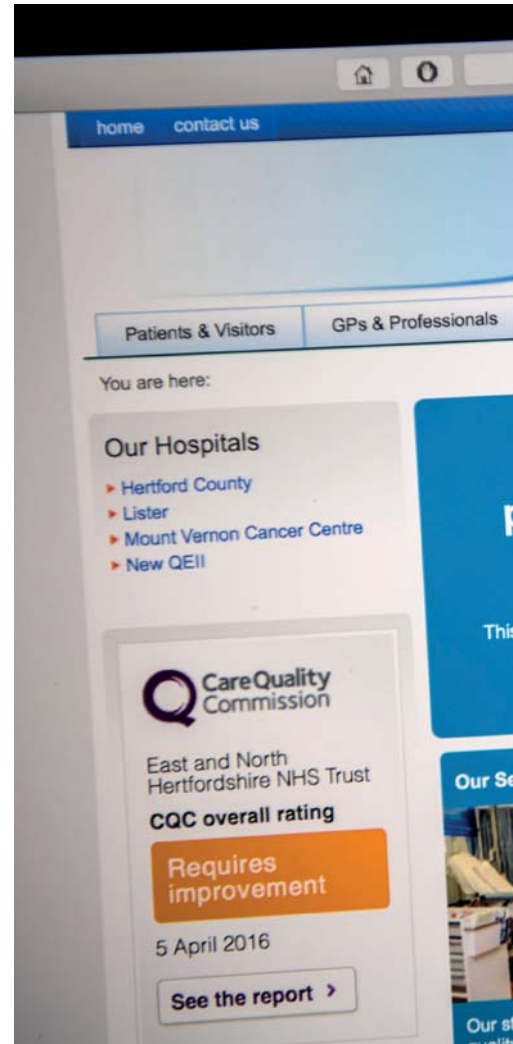 home contact us
Patients & Visitors GPs & Professionals
You are here:
Our Hospitals
Hertford County
Lister
Mount Vernon Cancer Centre
New QEII
This
CareQuality
Commission
East and North
Hertfordshire NHS Trust
CQC overall rating
Requires
improvement
5 April 2016
See the report
Our Se
Our st